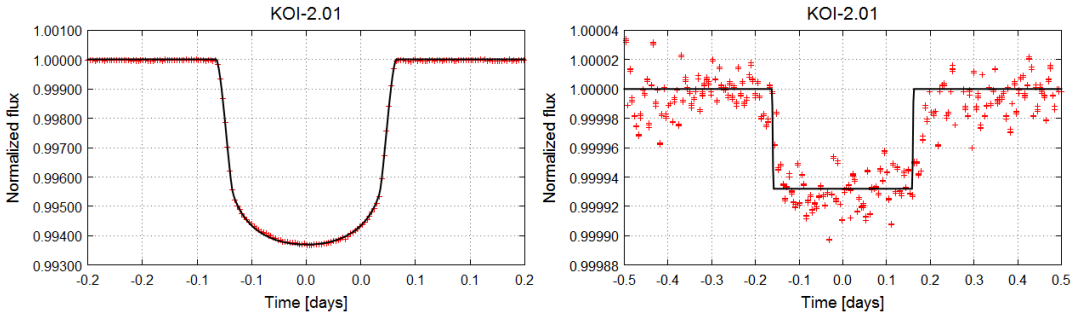 KOI-2.01
Normalized flux
1.00100
1.00000
0.99900
0.99800
0.99700
0.99600
0.99500
0.99400
0.99300
-0.2 -0.2 -0.1 -0.1 0.0 0.1 0.1 0.2 0.2
Time [days]
KOI-2.01
Normalized flux
1.00004
1.00002
1.00000
0.99998
0.99996
0.99994
0.99992
0.99990
0.99988
-0.5 -0.4 -0.3 -0.2 -0.1 0.0 0.1 0.2 0.3 0.4 0.5
Time [days]